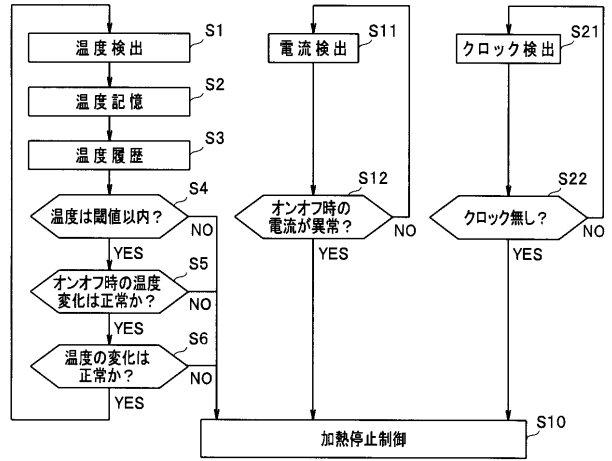 S1
温度検出
S2
温度記憶
S3
温度履歴
S4
温度は閾値以内？
NO
YES
S5
オンオフ時の温度
変化は正常か？
NO
YES
S6
温度の変化は
正常か？
NO
YES
S11
電流検出
S12
オンオフ時の
電流が異常？
NO
YES
S21
クロック検出
S22
クロック無し？
NO
YES
S10
加熱停止制御